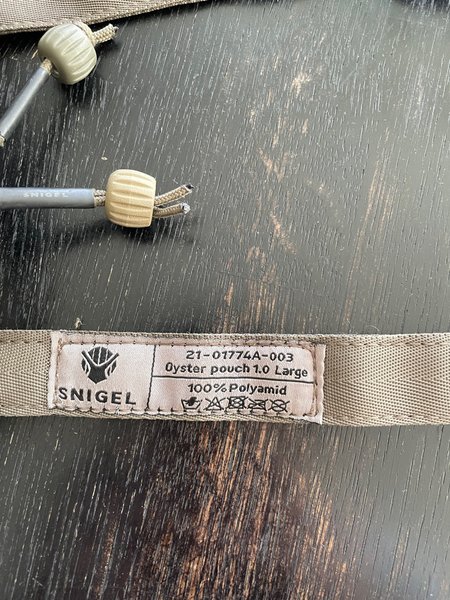 SNIGEL
SNIGEL
21-01774A-003
Oyster pouch 1.0 Large
100% Polyamid